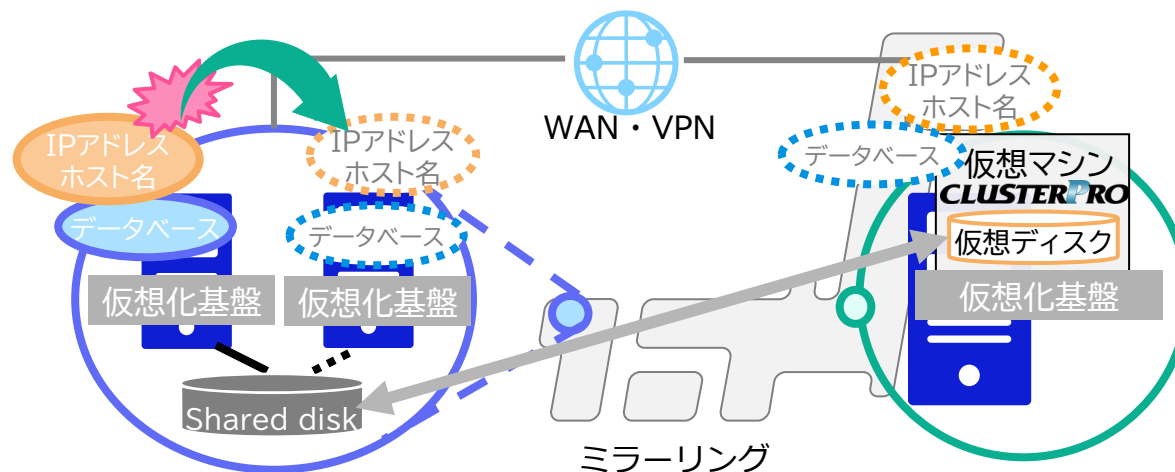 WAN・VPN
IPアドレス
ホスト名
データベース
仮想化基盤
IPアドレス
ホスト名
データベース
仮想化基盤
Shared disk
ミラーリング
IPアドレス
ホスト名
データベース
仮想マシン
CLUSTERPRO
仮想ディスク
仮想化基盤